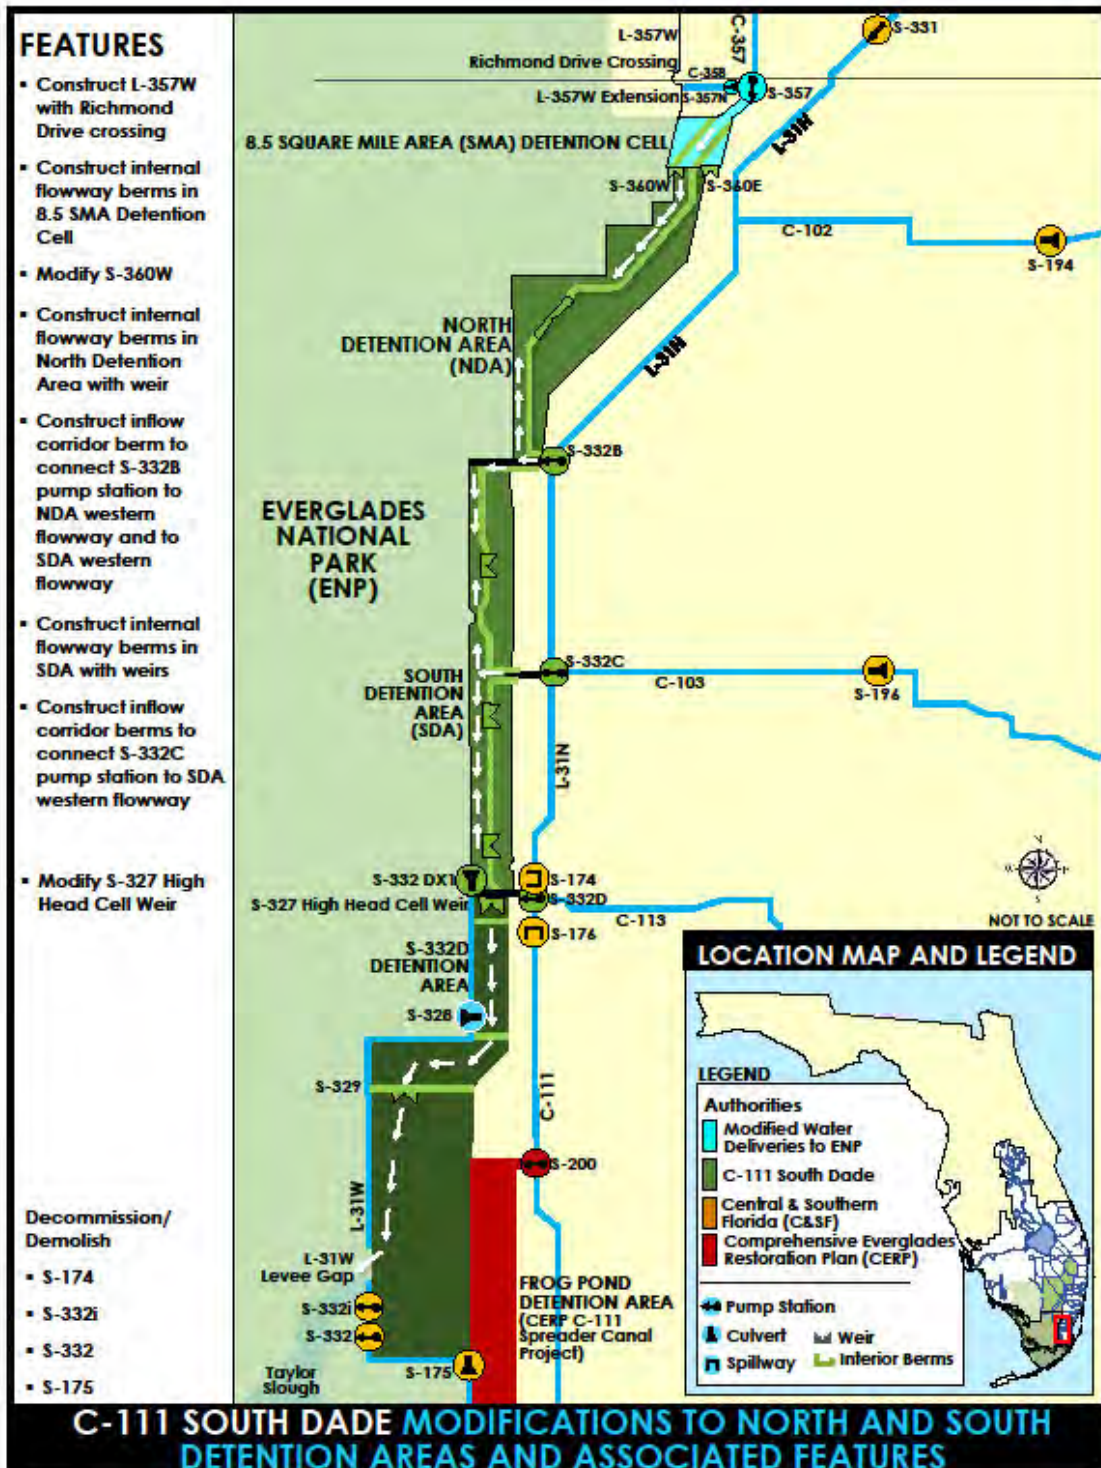 FEATURES
▪ Construct L-357W
with Richmond
Drive crossing
▪ Construct internal
flowway berms in
8.5 SMA Detention
Cell
▪ Modify S-360W
▪ Construct internal
flowway berms in
North Detention
Area with weir
▪ Construct inflow
corridor berm to
connect S-332B
pump station to
NDA western
flowway and to
SDA western
flowway
▪ Construct internal
flowway berms in
SDA with weirs
▪ Construct inflow
corridor berms to
connect S-332C
pump station to SDA
western flowway
▪ Modify S-327 High
Head Cell Weir
Decommission/
Demolish
▪ S-174
▪ S-332i
▪ S-332
▪ S-175
L-357W
C-357
S-331
Richmond Drive Crossing
C-358
L-357W Extension
S-357N
S-357
L-31N
8.5 SQUARE MILE AREA (SMA) DETENTION CELL
S-360W
S-360E
C-102
S-194
NORTH
DETENTION AREA
(NDA)
L-31N
S-332B
EVERGLADES
NATIONAL
PARK
(ENP)
S-332C
C-103
S-196
SOUTH
DETENTION
AREA
(SDA)
L-31N
S-332 DX1
S-174
S-327 High Head Cell Weir
S-332D
C-113
S-176
S-332D
DETENTION
AREA
S-328
S-329
C-111
S-200
L-31W
L-31W
Levee Gap
S-332i
S-332
S-175
Taylor
Slough
FROG POND
DETENTION AREA
(CERP C-111
Spreader Canal
Project)
N
NOT TO SCALE
LOCATION MAP AND LEGEND
LEGEND
Authorities
Modified Water
Deliveries to ENP
C-111 South Dade
Central & Southern
Florida (C&SF)
Comprehensive Everglades
Restoration Plan (CERP)
Pump Station
Culvert
Weir
Spillway
Interior Berms
C-111 SOUTH DADE MODIFICATIONS TO NORTH AND SOUTH
DETENTION AREAS AND ASSOCIATED FEATURES